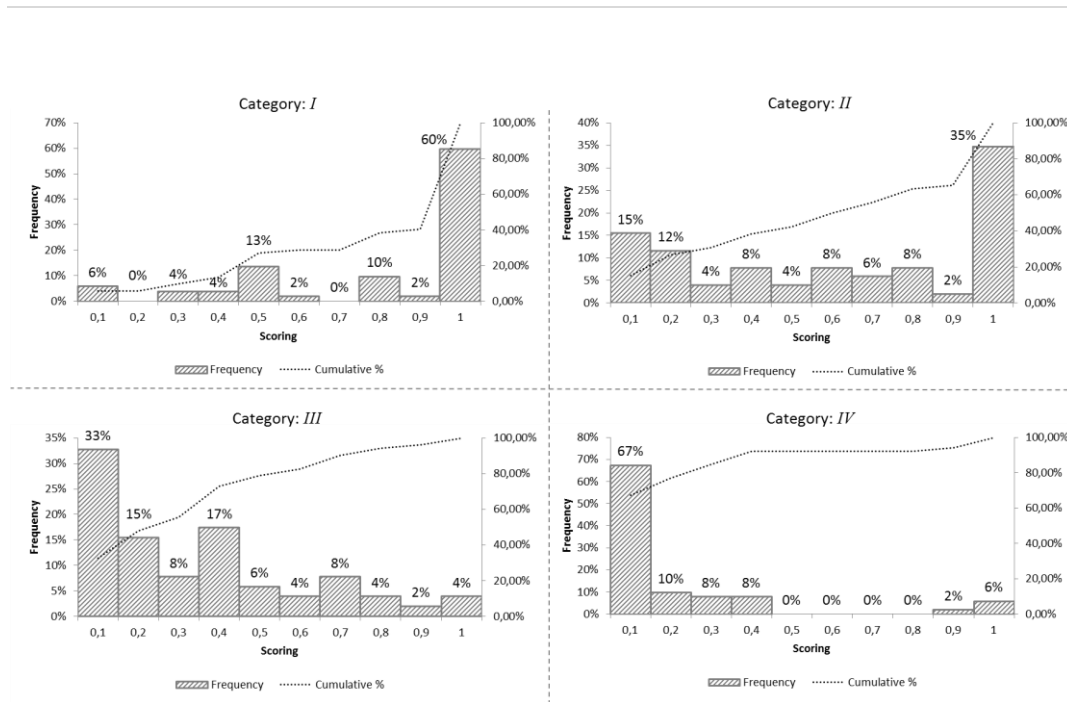 Category: I
70%
60%
50%
40%
30%
20%
10%
0%
Frequency
100,00%
80,00%
60,00%
40,00%
20,00%
0,00%
6% 0% 4% 4% 13% 2% 0% 10% 2% 60%
0,1 0,2 0,3 0,4 0,5 0,6 0,7 0,8 0,9 1
Scoring
Frequency Cumulative %
Category: II
40%
35%
30%
25%
20%
15%
10%
5%
0%
Frequency
100,00%
80,00%
60,00%
40,00%
20,00%
0,00%
15% 12% 4% 8% 4% 8% 6% 8% 2% 35%
0,1 0,2 0,3 0,4 0,5 0,6 0,7 0,8 0,9 1
Scoring
Frequency Cumulative %
Category: III
35%
30%
25%
20%
15%
10%
5%
0%
Frequency
100,00%
80,00%
60,00%
40,00%
20,00%
0,00%
33% 15% 8% 17% 6% 4% 8% 4% 2% 4%
0,1 0,2 0,3 0,4 0,5 0,6 0,7 0,8 0,9 1
Scoring
Frequency Cumulative %
Category: IV
80%
70%
60%
50%
40%
30%
20%
10%
0%
Frequency
100,00%
80,00%
60,00%
40,00%
20,00%
0,00%
67% 10% 8% 8% 0% 0% 0% 0% 2% 6%
0,1 0,2 0,3 0,4 0,5 0,6 0,7 0,8 0,9 1
Scoring
Frequency Cumulative %